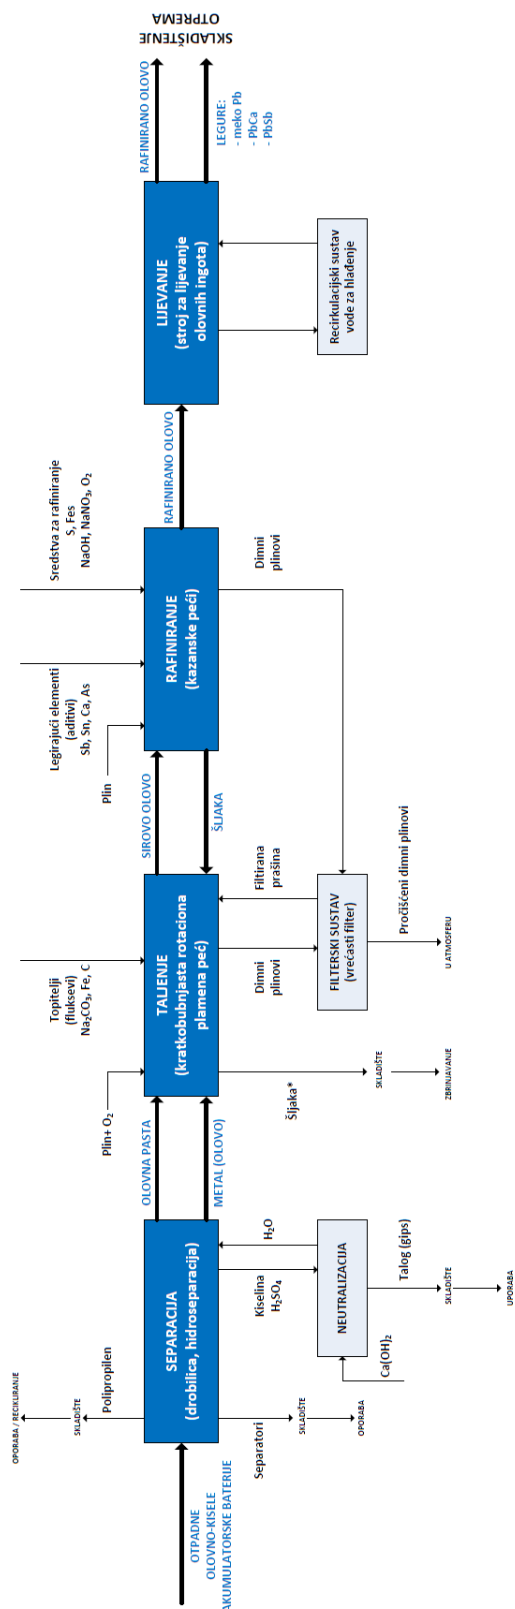 OTPADNE
OLOVNO-KISELE
AKUMULATORSKE BATERIJE
OPORABA / RECIKLIRANJE
SKLADIŠTE
Polipropilen
SEPARACIJA
(drobilica, hidroseparacija)
Separatori
SKLADIŠTE
OPORABA
Kiselina
H₂SO₄
H₂O
NEUTRALIZACIJA
Ca(OH)₂
Talog (gips)
SKLADIŠTE
UPORABA
OLOVNA PASTA
METAL (OLOVO)
Plin+ O₂
Topitelji
(fluksevi)
Na₂CO₃, Fe, C
TALJENJE
(kratkobubnjasta rotaciona
plamena peć)
Šljaka*
SKLADIŠTE
ZBRINJAVANJE
Dimni
plinovi
Filtirana
prašina
FILTERSKI SUSTAV
(vrećasti filter)
Pročišćeni dimni plinovi
U ATMOSFERU
SIROVO OLOVO
ŠLJAKA
Plin
Legirajući elementi
(aditivi)
Sb, Sn, Ca, As
Sredstva za rafiniranje
S, Fes
NaOH, NaNO₃, O₂
RAFINIRANJE
(kazanske peći)
Dimni
plinovi
RAFINIRANO OLOVO
LIJEVANJE
(stroj za lijevanje
olovnih ingota)
Recirkulacijski sustav
vode za hlađenje
RAFINIRANO OLOVO
LEGURE:
- meko Pb
- PbCa
- PbSb
SKLADIŠTENJE
OTPREMA